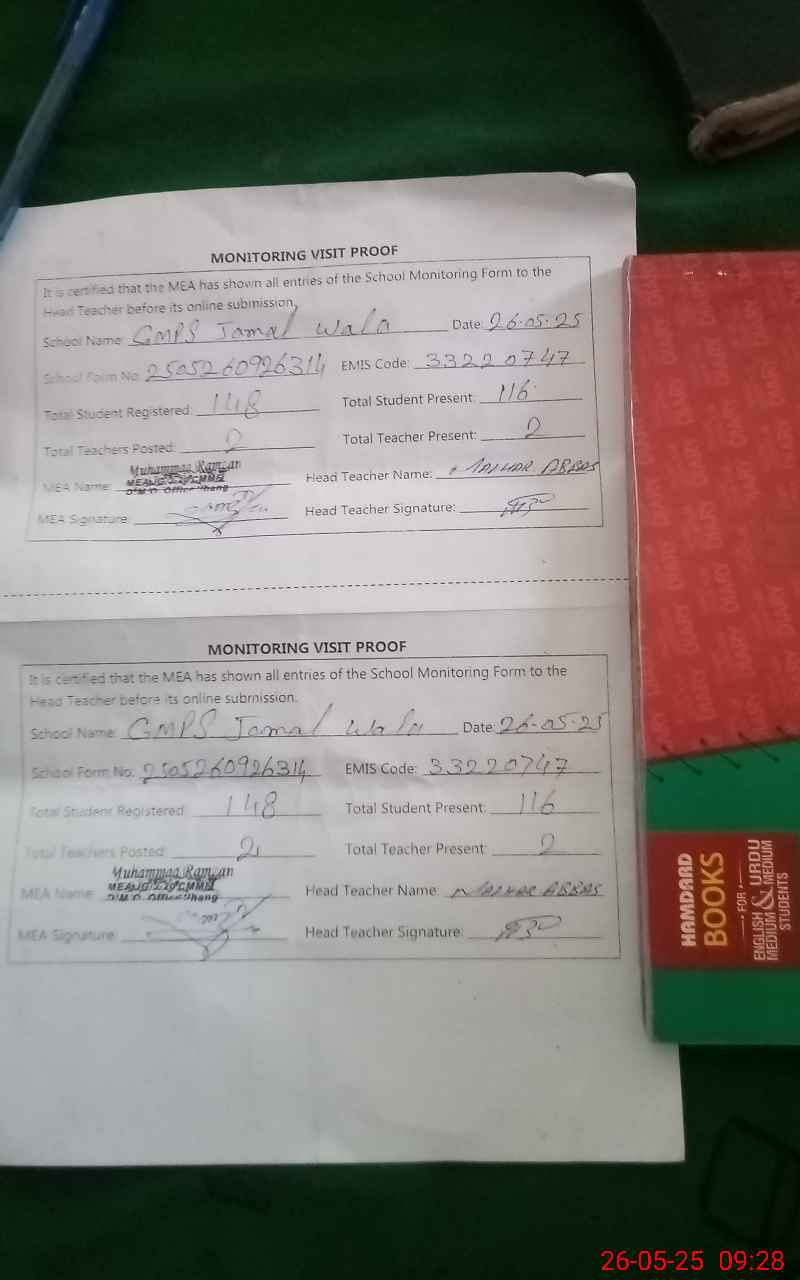 MONITORING VISIT PROOF
It is certified that the MEA has shown all entries of the School Monitoring Form to the
Head Teacher before its online submission.
School Name: GMPS Jamal Wala Date: 26-05-25
School Form No: 2505260926314 EMIS Code: 33220747
Total Student Registered: 148 Total Student Present: 116
Total Teachers Posted: 2 Total Teacher Present: 2
Muhammad Ramzan
MEA Name: Head Teacher Name: ABBAS
D.M.O. Office Jhang
MEA Signature: Head Teacher Signature:
MONITORING VISIT PROOF
It is certified that the MEA has shown all entries of the School Monitoring Form to the
Head Teacher before its online submission.
School Name: GMPS Jamal Wala Date: 26-05-25
School Form No: 2505260926314 EMIS Code: 33220747
Total Student Registered: 148 Total Student Present: 116
Total Teachers Posted: 2 Total Teacher Present: 2
Muhammad Ramzan
MEA Name: Head Teacher Name: ABBAS
D.M.O. Office Jhang
MEA Signature: Head Teacher Signature:
HAMDARD
BOOKS
FOR
ENGLISH & URDU
MEDIUM & MEDIUM
STUDENTS
DIARY
26-05-25 09:28